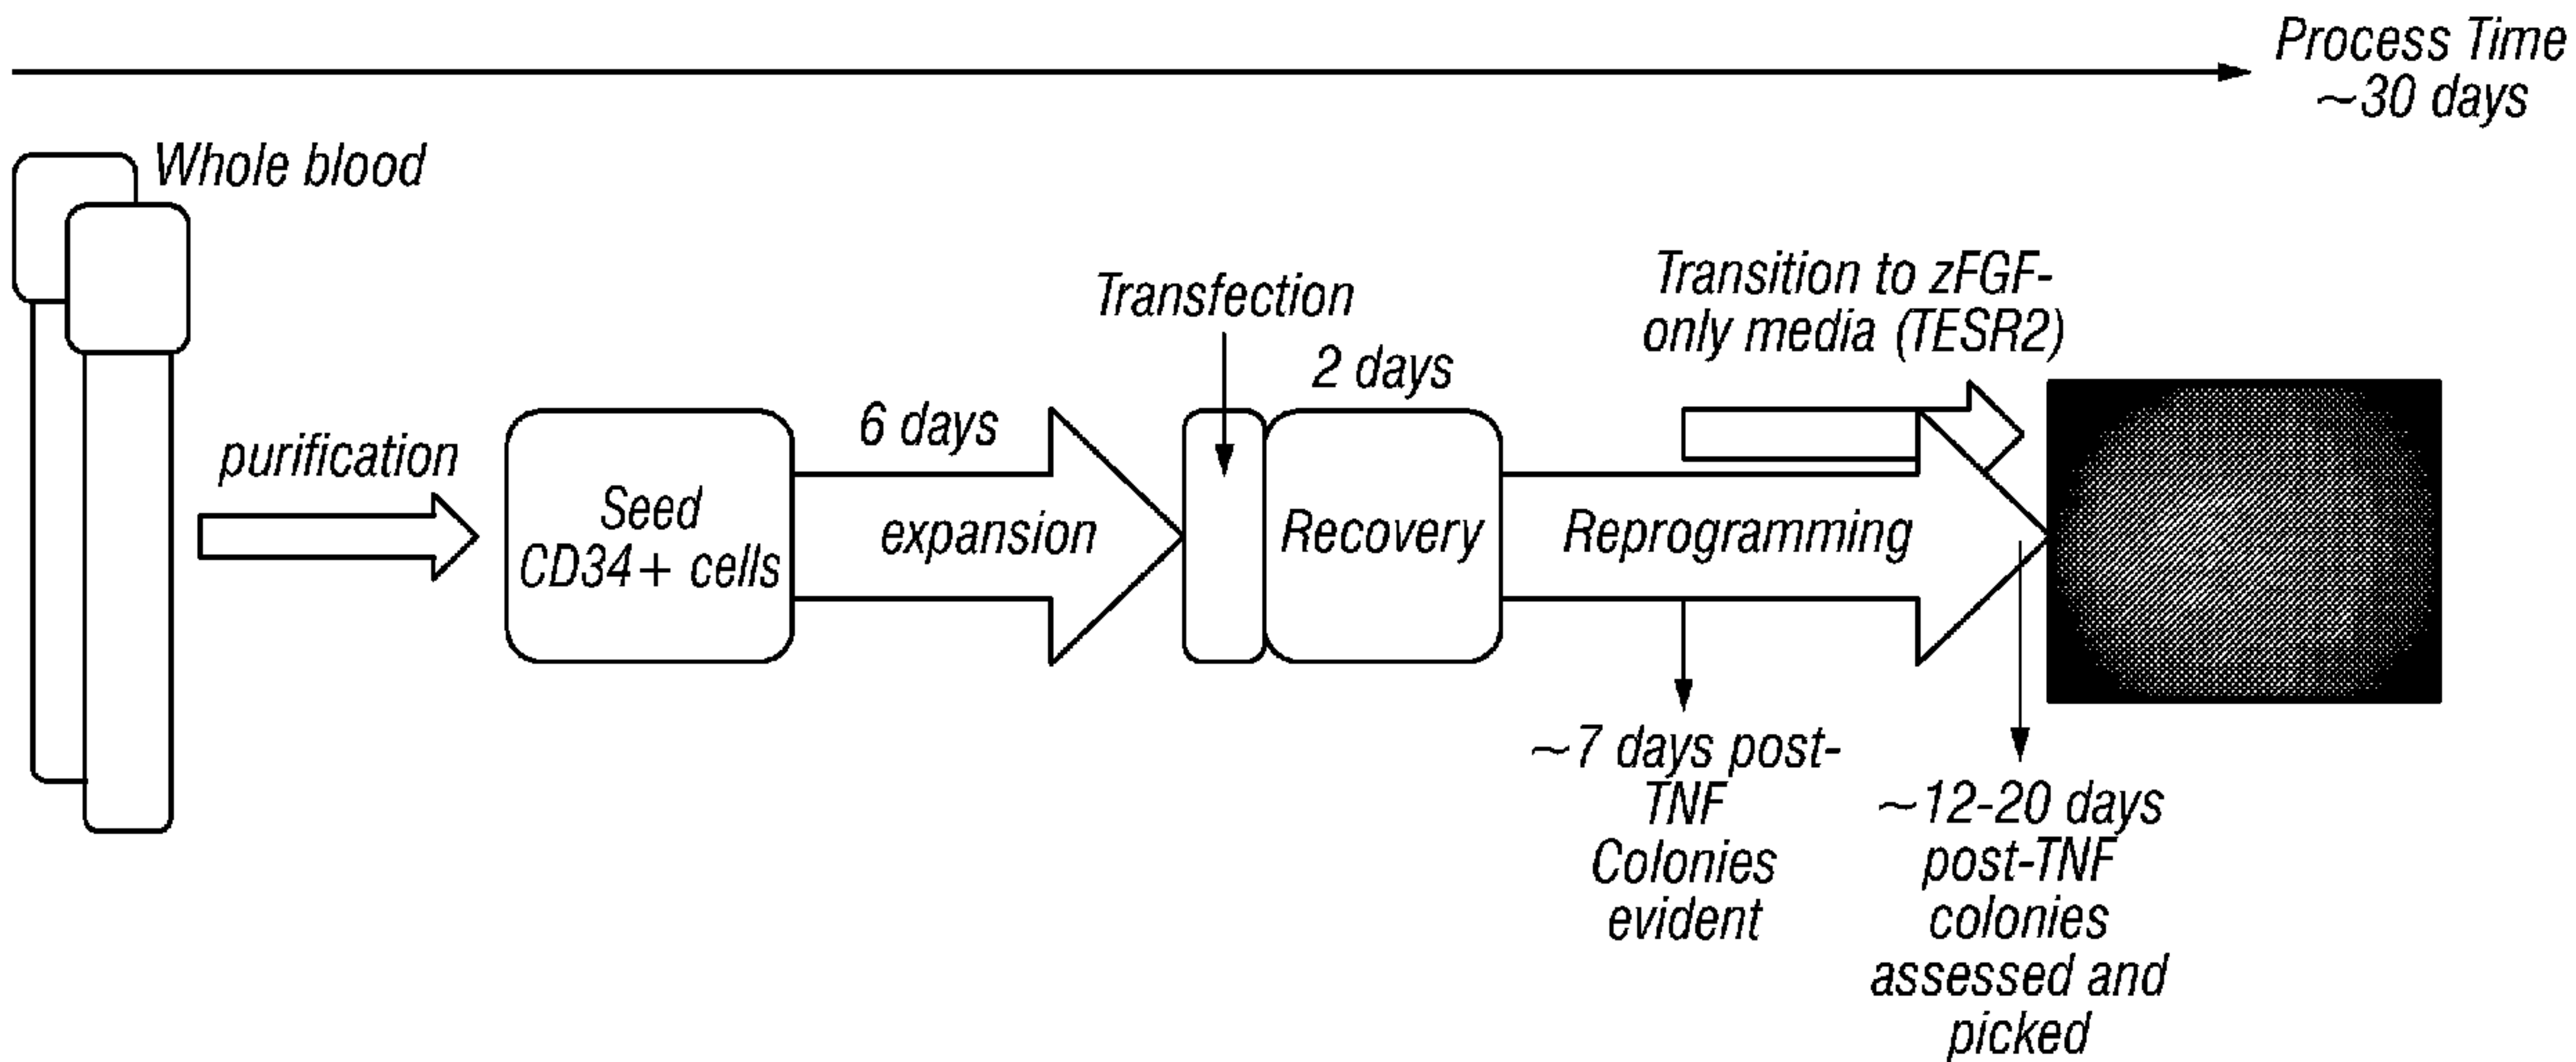 Process Time
~30 days
Whole blood
purification
Seed
CD34+ cells
6 days
expansion
Transfection
2 days
Recovery
Transition to zFGF-
only media (TESR2)
Reprogramming
~7 days post-
TNF
Colonies
evident
~12-20 days
post-TNF
colonies
assessed and
picked